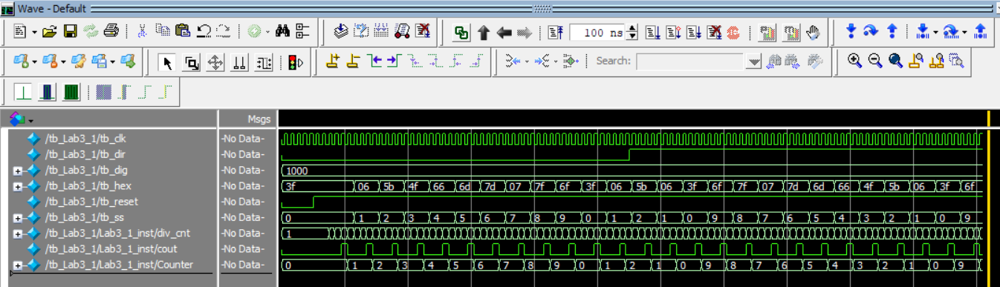 Wave - Default
100 ns
Search:
Msgs
/tb_Lab3_1/tb_clk -No Data-
/tb_Lab3_1/tb_dir -No Data-
/tb_Lab3_1/tb_dig -No Data- 1000
/tb_Lab3_1/tb_hex -No Data- 3f 06 5b 4f 66 6d 7d 07 7f 6f 3f 06 5b 06 3f 6f 7f 07 7d 6d 66 4f 5b 06 3f 6f
/tb_Lab3_1/tb_reset -No Data-
/tb_Lab3_1/tb_ss -No Data- 0 1 2 3 4 5 6 7 8 9 0 1 2 1 0 9 8 7 6 5 4 3 2 1 0 9
/tb_Lab3_1/Lab3_1_inst/div_cnt -No Data- 1
/tb_Lab3_1/Lab3_1_inst/cout -No Data-
/tb_Lab3_1/Lab3_1_inst/Counter -No Data- 0 1 2 3 4 5 6 7 8 9 0 1 2 1 0 9 8 7 6 5 4 3 2 1 0 9